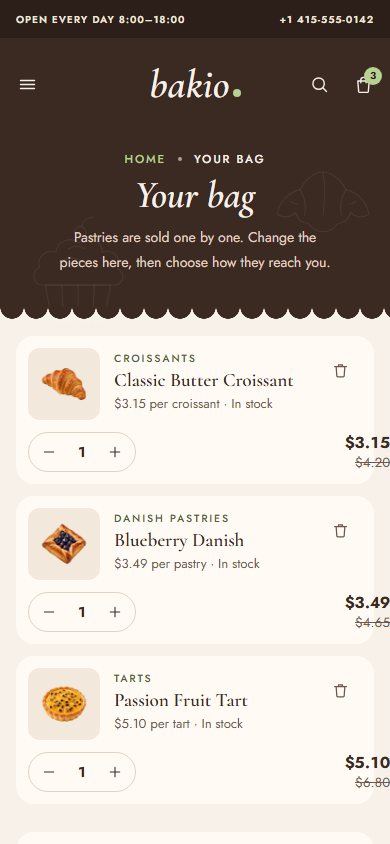 OPEN EVERY DAY 8:00–18:00
+1 415-555-0142
bakio.
3
HOME • YOUR BAG
Your bag
Pastries are sold one by one. Change the
pieces here, then choose how they reach you.
CROISSANTS
Classic Butter Croissant
$3.15 per croissant · In stock
− 1 +
$3.15
$4.20
DANISH PASTRIES
Blueberry Danish
$3.49 per pastry · In stock
− 1 +
$3.49
$4.65
TARTS
Passion Fruit Tart
$5.10 per tart · In stock
− 1 +
$5.10
$6.80